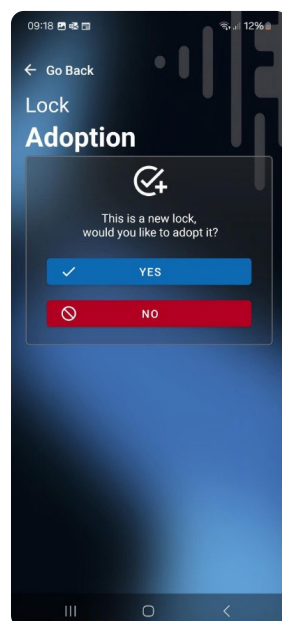 09:18
12%
Go Back
Lock
Adoption
This is a new lock,
would you like to adopt it?
YES
NO